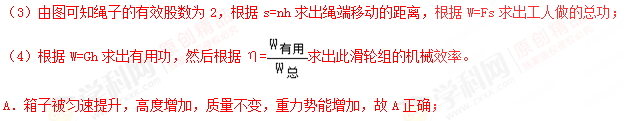 （3）由图可知绳子的有效股数为 2，根据 s=nh 求出绳端移动的距离，根据 W=Fs 求出工人做的总功；
（4）根据 W=Gh 求出有用功，然后根据 η=W有用/W总 求出此滑轮组的机械效率。
A．箱子被匀速提升，高度增加，质量不变，重力势能增加，故 A 正确；